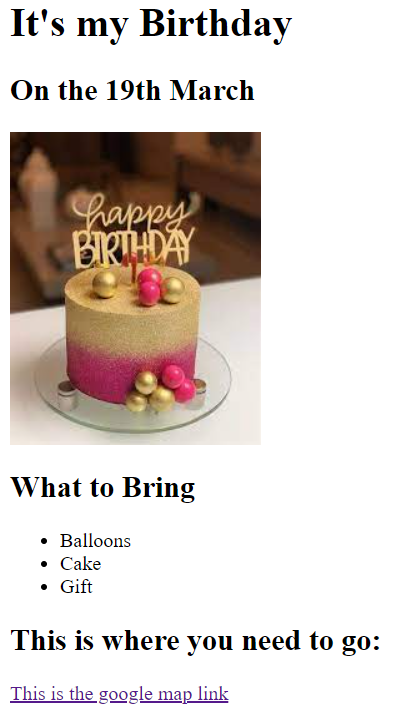 It's my Birthday
On the 19th March
happy
BIRTHDAY
What to Bring
Balloons
Cake
Gift
This is where you need to go:
This is the google map link